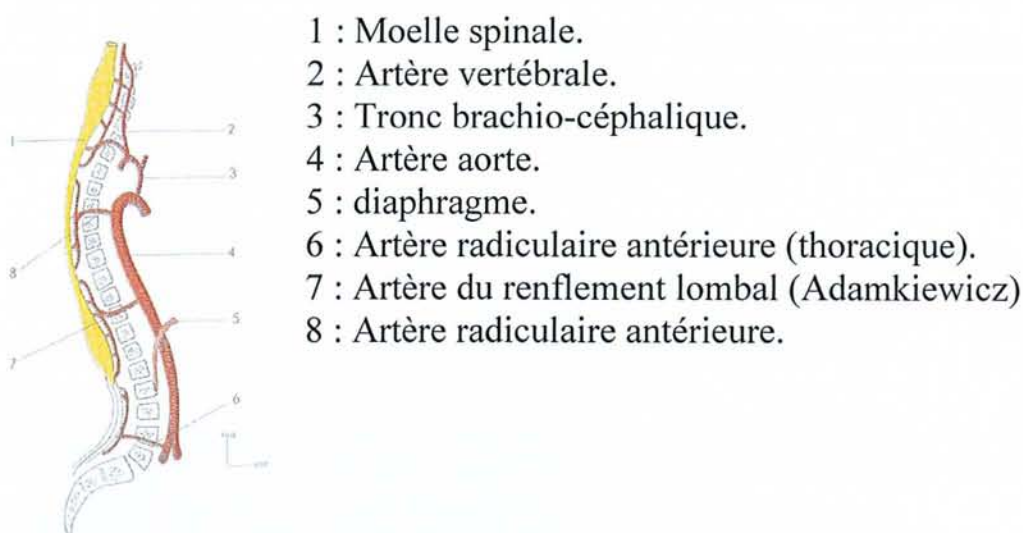 1 : Moelle spinale.
2 : Artère vertébrale.
3 : Tronc brachio-céphalique.
4 : Artère aorte.
5 : diaphragme.
6 : Artère radiculaire antérieure (thoracique).
7 : Artère du renflement lombal (Adamkiewicz)
8 : Artère radiculaire antérieure.
1
2
3
4
8
5
7
6